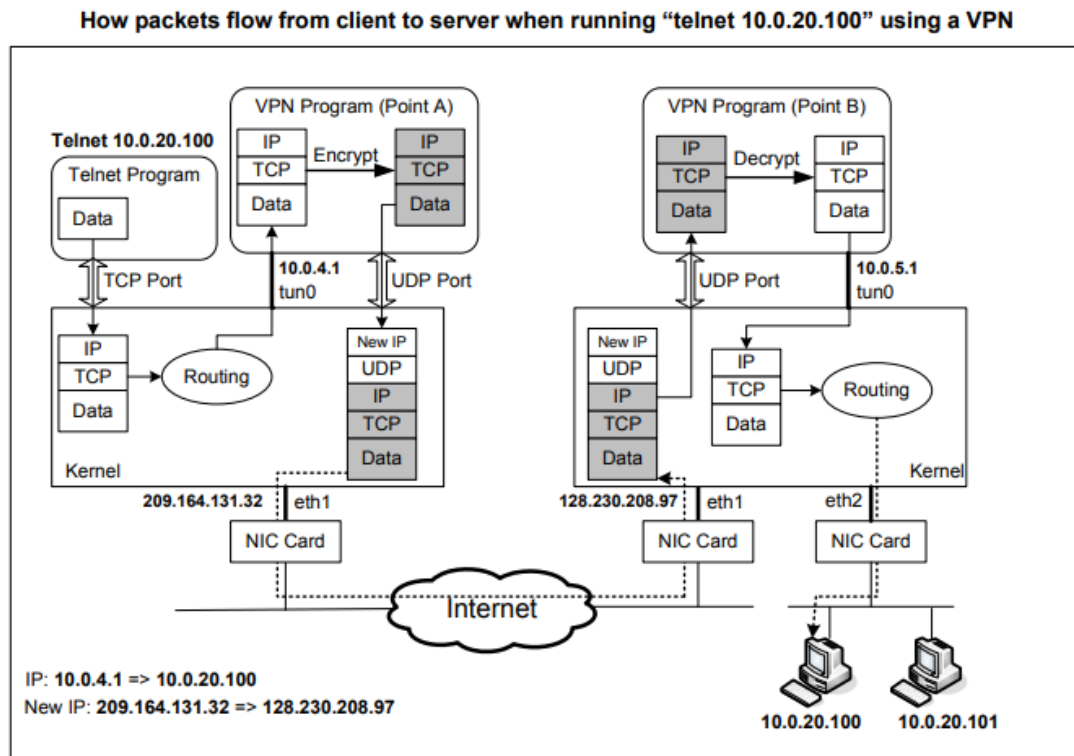 How packets flow from client to server when running “telnet 10.0.20.100” using a VPN
VPN Program (Point A)
Telnet 10.0.20.100
Telnet Program
Data
IP
TCP
Data
Encrypt
IP
TCP
Data
TCP Port
10.0.4.1
tun0
UDP Port
IP
TCP
Data
Routing
New IP
UDP
IP
TCP
Data
Kernel
209.164.131.32
eth1
NIC Card
VPN Program (Point B)
IP
TCP
Data
Decrypt
IP
TCP
Data
UDP Port
10.0.5.1
tun0
New IP
UDP
IP
TCP
Data
IP
TCP
Data
Routing
Kernel
128.230.208.97
eth1
eth2
NIC Card
NIC Card
Internet
IP: 10.0.4.1 => 10.0.20.100
New IP: 209.164.131.32 => 128.230.208.97
10.0.20.100
10.0.20.101